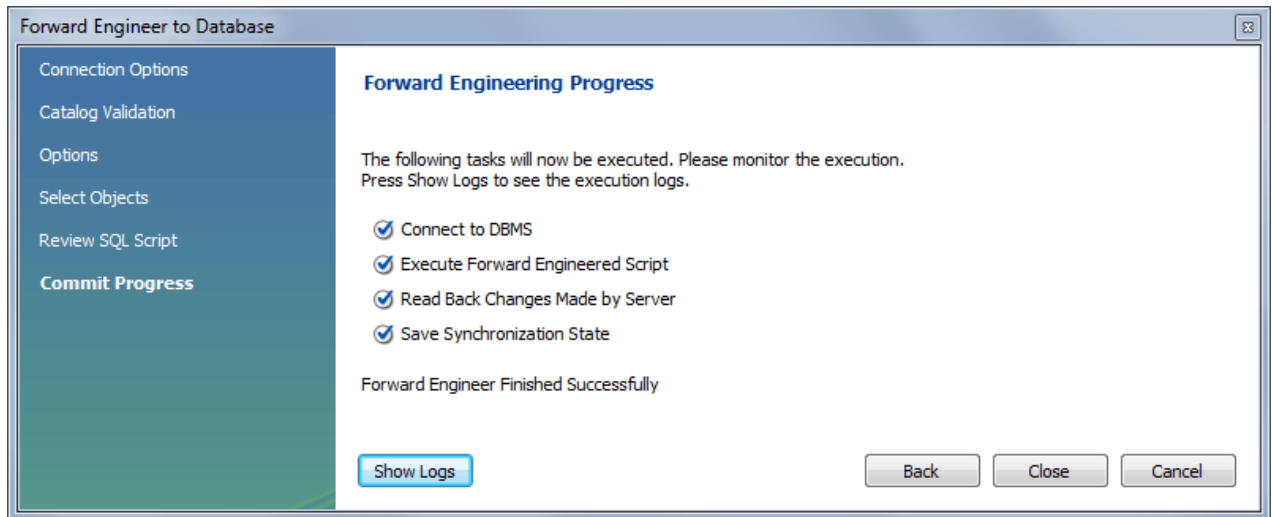 Forward Engineer to Database
Connection Options
Catalog Validation
Options
Select Objects
Review SQL Script
Commit Progress
Forward Engineering Progress
The following tasks will now be executed. Please monitor the execution.
Press Show Logs to see the execution logs.
Connect to DBMS
Execute Forward Engineered Script
Read Back Changes Made by Server
Save Synchronization State
Forward Engineer Finished Successfully
Show Logs
Back
Close
Cancel